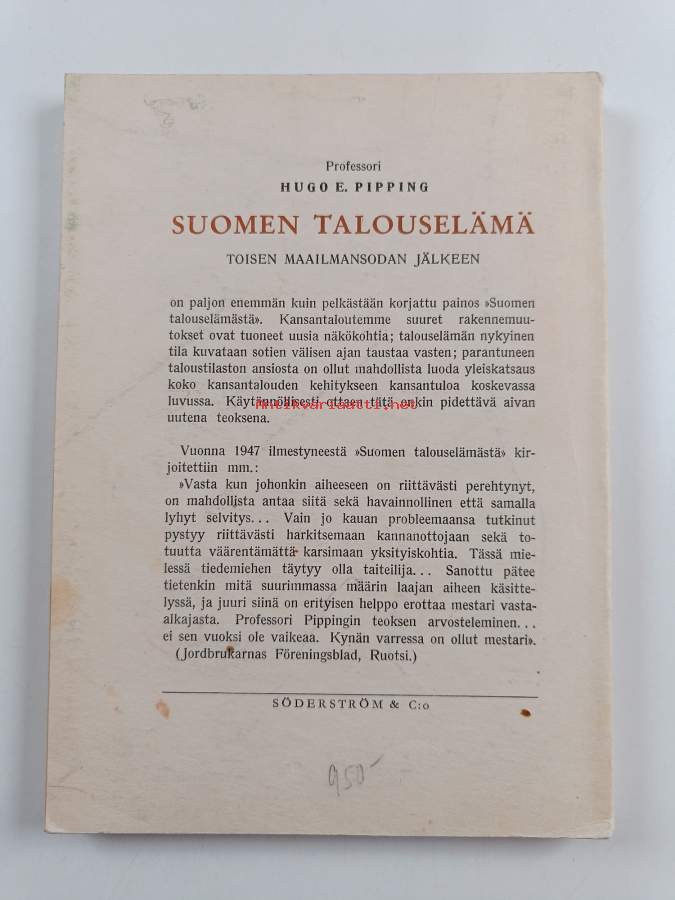 Professori
HUGO E. PIPPING
SUOMEN TALOUSELÄMÄ
TOISEN MAAILMANSODAN JÄLKEEN
on paljon enemmän kuin pelkästään korjattu painos »Suomen
talouselämästä». Kansantaloutemme suuret rakennemuu-
tokset ovat tuoneet uusia näkökohtia; talouselämän nykyinen
tila kuvataan sotien välisen ajan taustaa vasten; parantuneen
taloustilaston ansiosta on ollut mahdollista luoda yleiskatsaus
koko kansantalouden kehitykseen kansantuloa koskevassa
luvussa. Käytännöllisesti ottaen tätä onkin pidettävä aivan
Antikvariaatti.net
uutena teoksena.
Vuonna 1947 ilmestyneestä »Suomen talouselämästä» kir-
joitettiin mm.:
»Vasta kun johonkin aiheeseen on riittävästi perehtynyt,
on mahdollista antaa siitä sekä havainnollinen että samalla
lyhyt selvitys... Vain jo kauan probleemaansa tutkinut
pystyy riittävästi harkitsemaan kannanottojaan sekä to-
tuutta väärentämättä karsimaan yksityiskohtia. Tässä mie-
lessä tiedemiehen täytyy olla taiteilija... Sanottu pätee
tietenkin mitä suurimmassa määrin laajan aiheen käsitte-
lyssä, ja juuri siinä on erityisen helppo erottaa mestari vasta-
alkajasta. Professori Pippingin teoksen arvosteleminen...
ei sen vuoksi ole vaikeaa. Kynän varressa on ollut mestari».
(Jordbrukarnas Föreningsblad, Ruotsi.)
SÖDERSTRÖM & C:o
950-